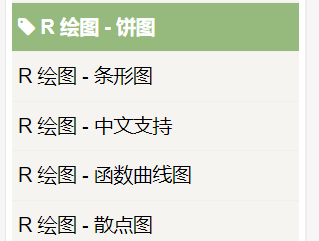 R 绘图 - 饼图
R 绘图 - 条形图
R 绘图 - 中文支持
R 绘图 - 函数曲线图
R 绘图 - 散点图